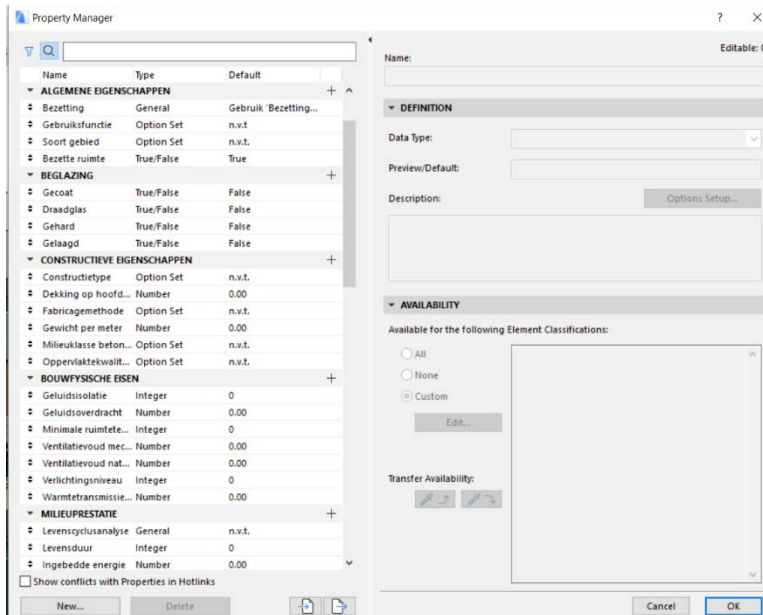 Property Manager
? ×
Name Type Default
ALGEMENE EIGENSCHAPPEN
Bezetting General Gebruik 'Bezetting...
Gebruiksfunctie Option Set n.v.t
Soort gebied Option Set n.v.t.
Bezette ruimte True/False True
BEGLAZING
Gecoat True/False False
Draadglas True/False False
Gehard True/False False
Gelaagd True/False False
CONSTRUCTIEVE EIGENSCHAPPEN
Constructietype Option Set n.v.t.
Dekking op hoofd... Number 0.00
Fabricagemethode Option Set n.v.t.
Gewicht per meter Number 0.00
Milieuklasse beton... Option Set n.v.t.
Oppervlaktekwalit... Option Set n.v.t.
BOUWFYSISCHE EISEN
Geluidsisolatie Integer 0
Geluidsoverdracht Number 0.00
Minimale ruimtete... Integer 0
Ventilatievoud mec... Number 0.00
Ventilatievoud nat... Number 0.00
Verlichtingsniveau Integer 0
Warmtetransmissie... Number 0.00
MILIEUPRESTATIE
Levenscyclusanalyse General n.v.t.
Levensduur Integer 0
Ingebedde energie Number 0.00
Show conflicts with Properties in Hotlinks
New... Delete
Editable:
Name:
DEFINITION
Data Type:
Preview/Default:
Description:
Options Setup...
AVAILABILITY
Available for the following Element Classifications:
All
None
Custom
Edit...
Transfer Availability:
Cancel OK